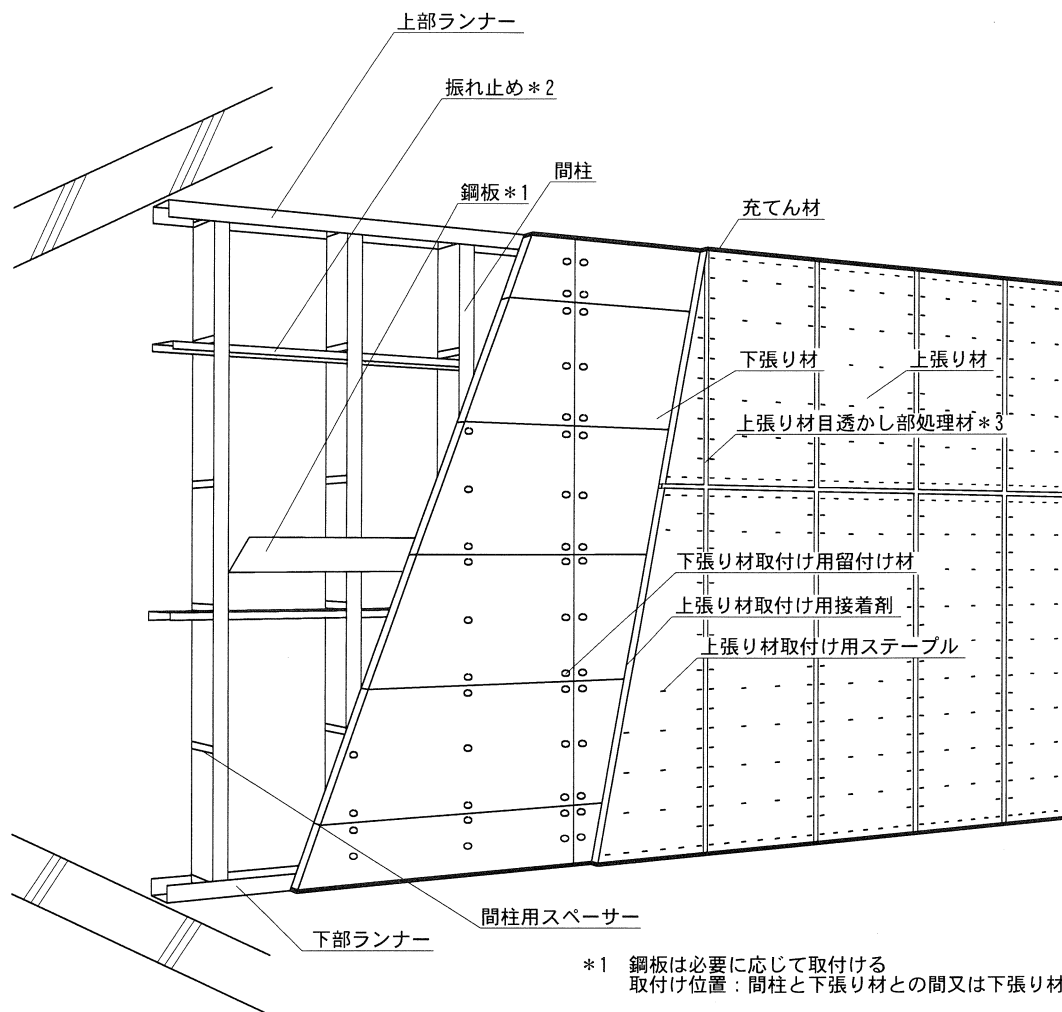 上部ランナー
振れ止め*2
間柱
鋼板*1
充てん材
下張り材
上張り材
上張り材目透かし部処理材*3
下張り材取付け用留付け材
上張り材取付け用接着剤
上張り材取付け用ステープル
間柱用スペーサー
下部ランナー
*1 鋼板は必要に応じて取付ける
取付け位置：間柱と下張り材との間又は下張り材